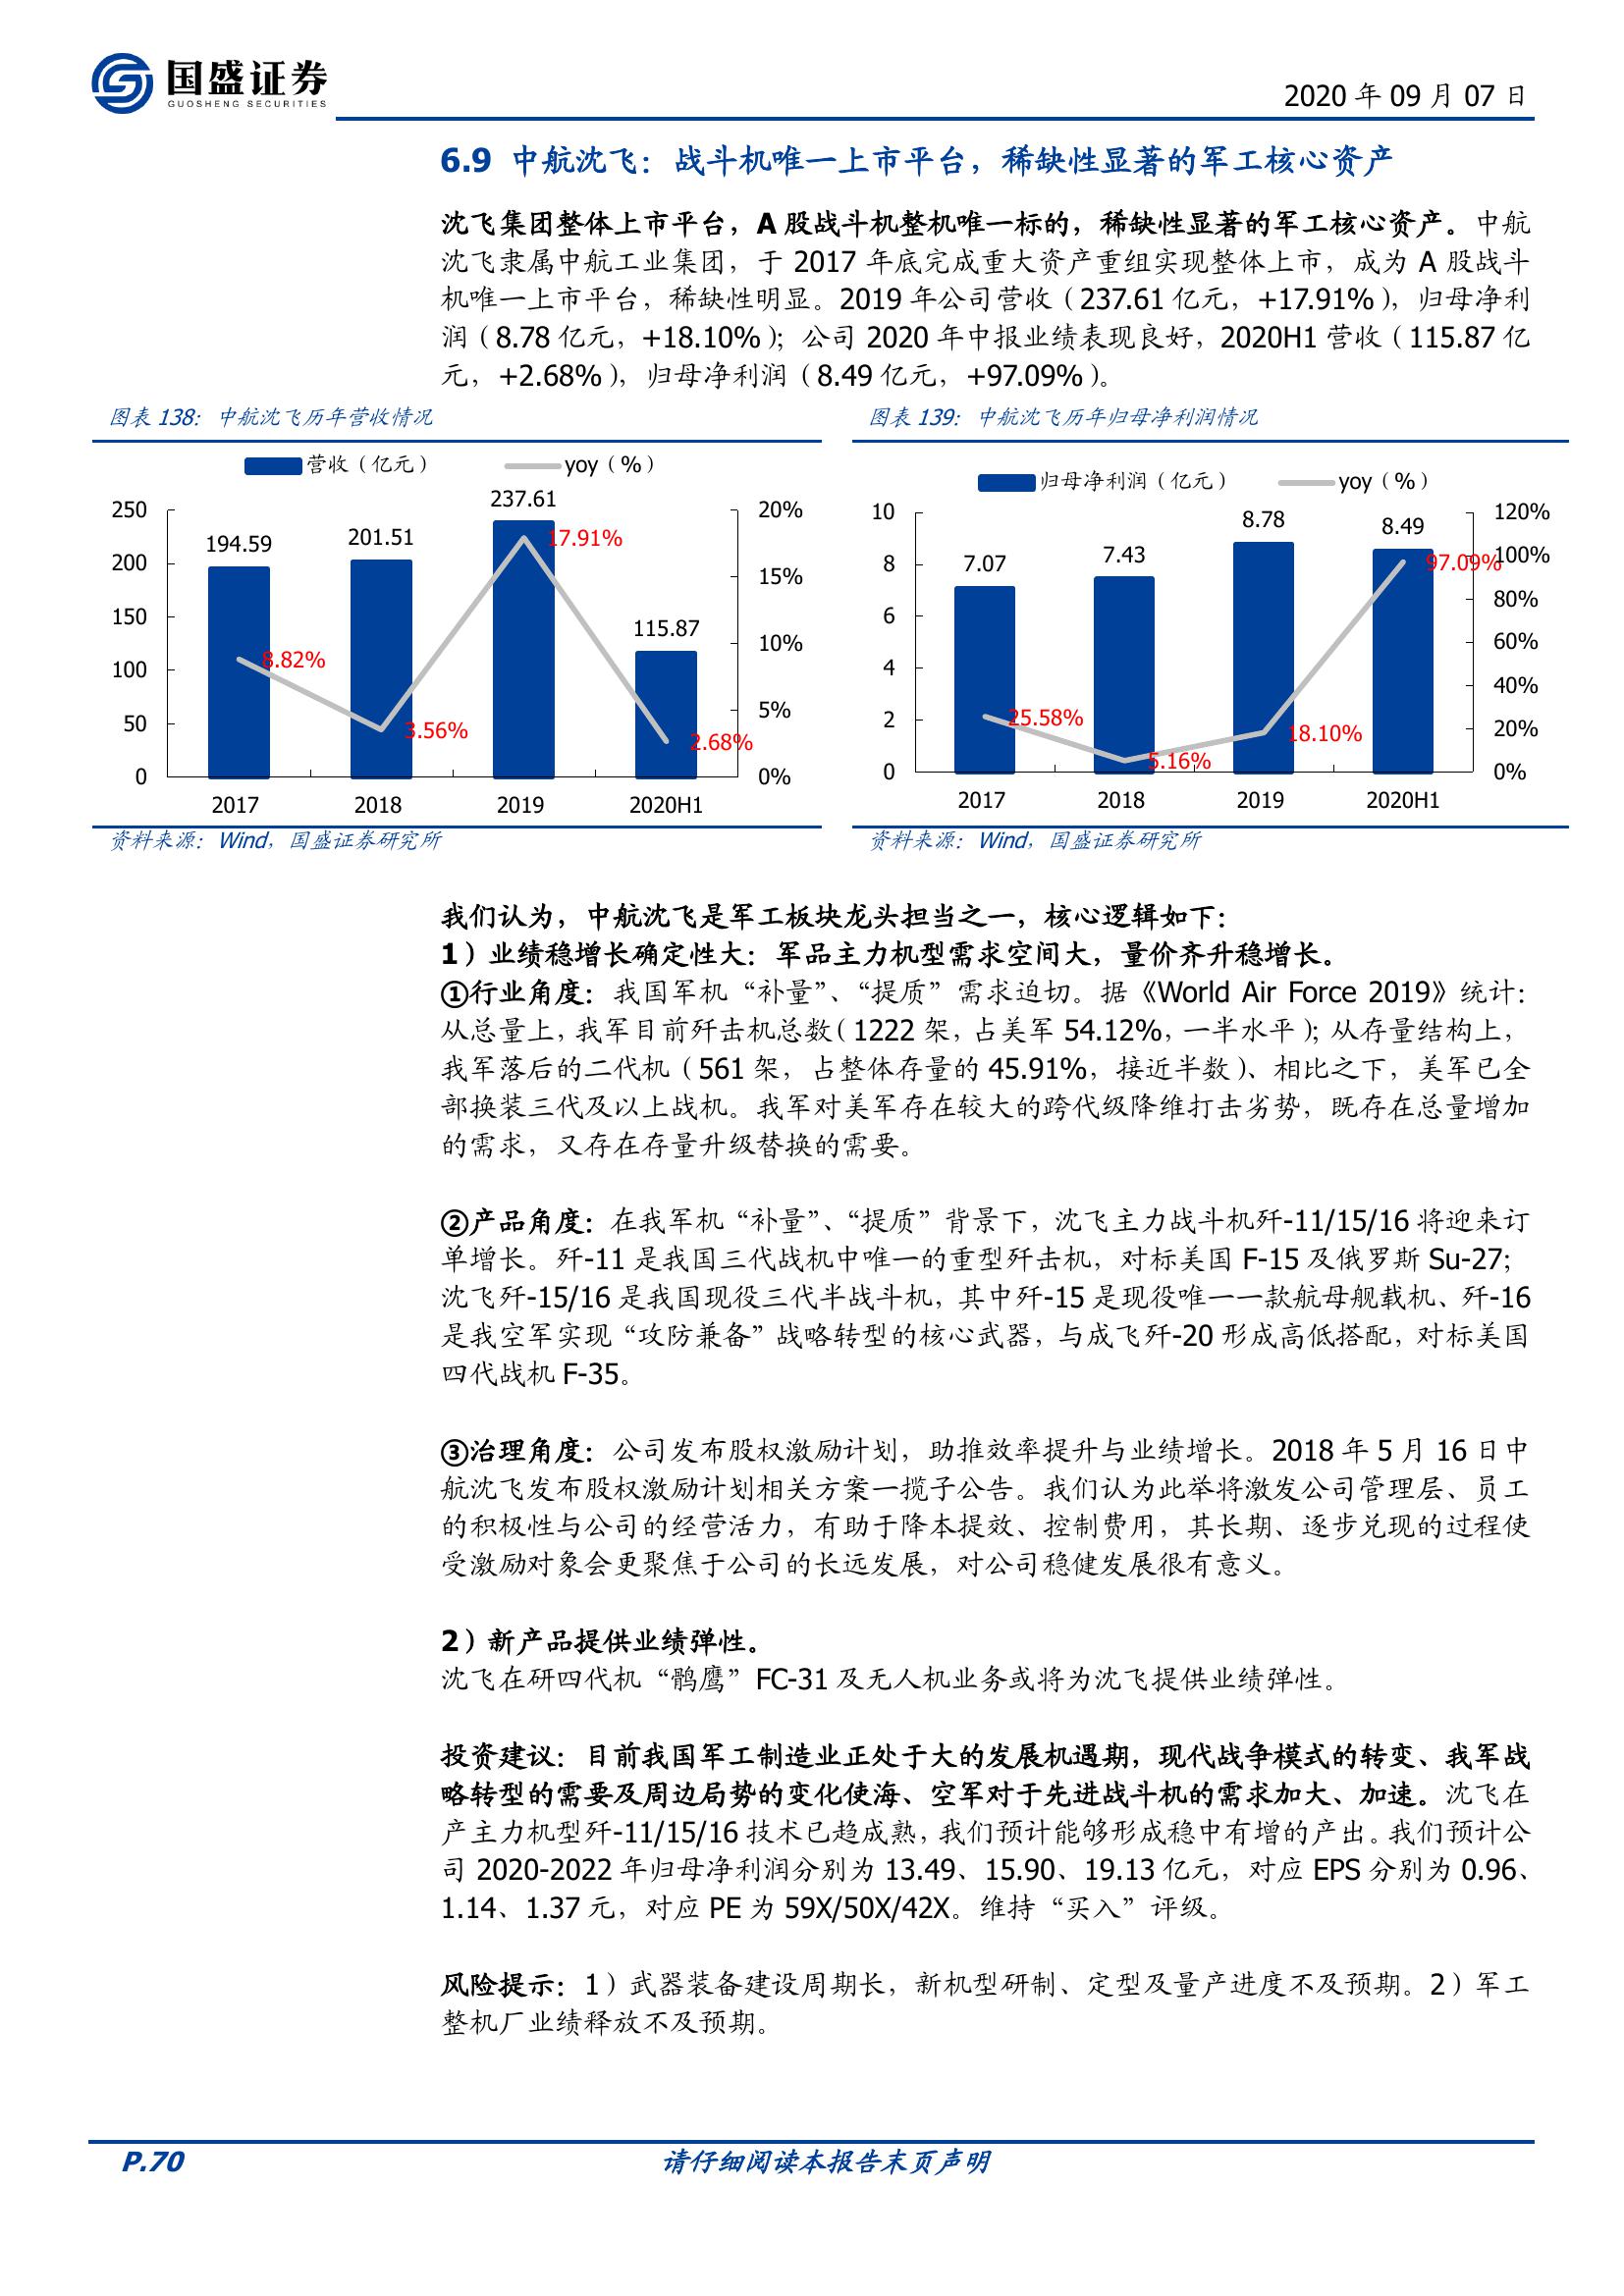 国盛证券
GUOSHENG SECURITIES
2020 年 09 月 07 日
6.9 中航沈飞：战斗机唯一上市平台，稀缺性显著的军工核心资产
沈飞集团整体上市平台，A 股战斗机整机唯一标的，稀缺性显著的军工核心资产。中航
沈飞隶属中航工业集团，于 2017 年底完成重大资产重组实现整体上市，成为 A 股战斗
机唯一上市平台，稀缺性明显。2019 年公司营收（237.61 亿元，+17.91%），归母净利
润（8.78 亿元，+18.10%）；公司 2020 年中报业绩表现良好，2020H1 营收（115.87 亿
元，+2.68%），归母净利润（8.49 亿元，+97.09%）。
图表 138：中航沈飞历年营收情况
营收（亿元） yoy（%）
250
200
150
100
50
0
194.59
201.51
237.61
115.87
8.82%
3.56%
17.91%
2.68%
20%
15%
10%
5%
0%
2017 2018 2019 2020H1
资料来源：Wind，国盛证券研究所
图表 139：中航沈飞历年归母净利润情况
归母净利润（亿元） yoy（%）
10
8
6
4
2
0
7.07
7.43
8.78
8.49
25.58%
5.16%
18.10%
97.09%
120%
100%
80%
60%
40%
20%
0%
2017 2018 2019 2020H1
资料来源：Wind，国盛证券研究所
我们认为，中航沈飞是军工板块龙头担当之一，核心逻辑如下：
1）业绩稳增长确定性大：军品主力机型需求空间大，量价齐升稳增长。
①行业角度：我国军机“补量”、“提质”需求迫切。据《World Air Force 2019》统计：
从总量上，我军目前歼击机总数（1222 架，占美军 54.12%，一半水平）；从存量结构上，
我军落后的二代机（561 架，占整体存量的 45.91%，接近半数）、相比之下，美军已全
部换装三代及以上战机。我军对美军存在较大的跨代级降维打击劣势，既存在总量增加
的需求，又存在存量升级替换的需要。
②产品角度：在我军机“补量”、“提质”背景下，沈飞主力战斗机歼-11/15/16 将迎来订
单增长。歼-11 是我国三代战机中唯一的重型歼击机，对标美国 F-15 及俄罗斯 Su-27；
沈飞歼-15/16 是我国现役三代半战斗机，其中歼-15 是现役唯一一款航母舰载机、歼-16
是我空军实现“攻防兼备”战略转型的核心武器，与成飞歼-20 形成高低搭配，对标美国
四代战机 F-35。
③治理角度：公司发布股权激励计划，助推效率提升与业绩增长。2018 年 5 月 16 日中
航沈飞发布股权激励计划相关方案一揽子公告。我们认为此举将激发公司管理层、员工
的积极性与公司的经营活力，有助于降本提效、控制费用，其长期、逐步兑现的过程使
受激励对象会更聚焦于公司的长远发展，对公司稳健发展很有意义。
2）新产品提供业绩弹性。
沈飞在研四代机“鹘鹰”FC-31 及无人机业务或将为沈飞提供业绩弹性。
投资建议：目前我国军工制造业正处于大的发展机遇期，现代战争模式的转变、我军战
略转型的需要及周边局势的变化使海、空军对于先进战斗机的需求加大、加速。沈飞在
产主力机型歼-11/15/16 技术已趋成熟，我们预计能够形成稳中有增的产出。我们预计公
司 2020-2022 年归母净利润分别为 13.49、15.90、19.13 亿元，对应 EPS 分别为 0.96、
1.14、1.37 元，对应 PE 为 59X/50X/42X。维持“买入”评级。
风险提示：1）武器装备建设周期长，新机型研制、定型及量产进度不及预期。2）军工
整机厂业绩释放不及预期。
P.70 请仔细阅读本报告末页声明